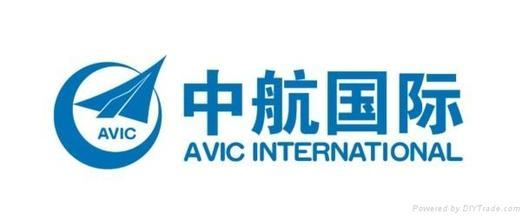 AVIC
中航国际
AVIC INTERNATIONAL
Powered by DIYTrade.com